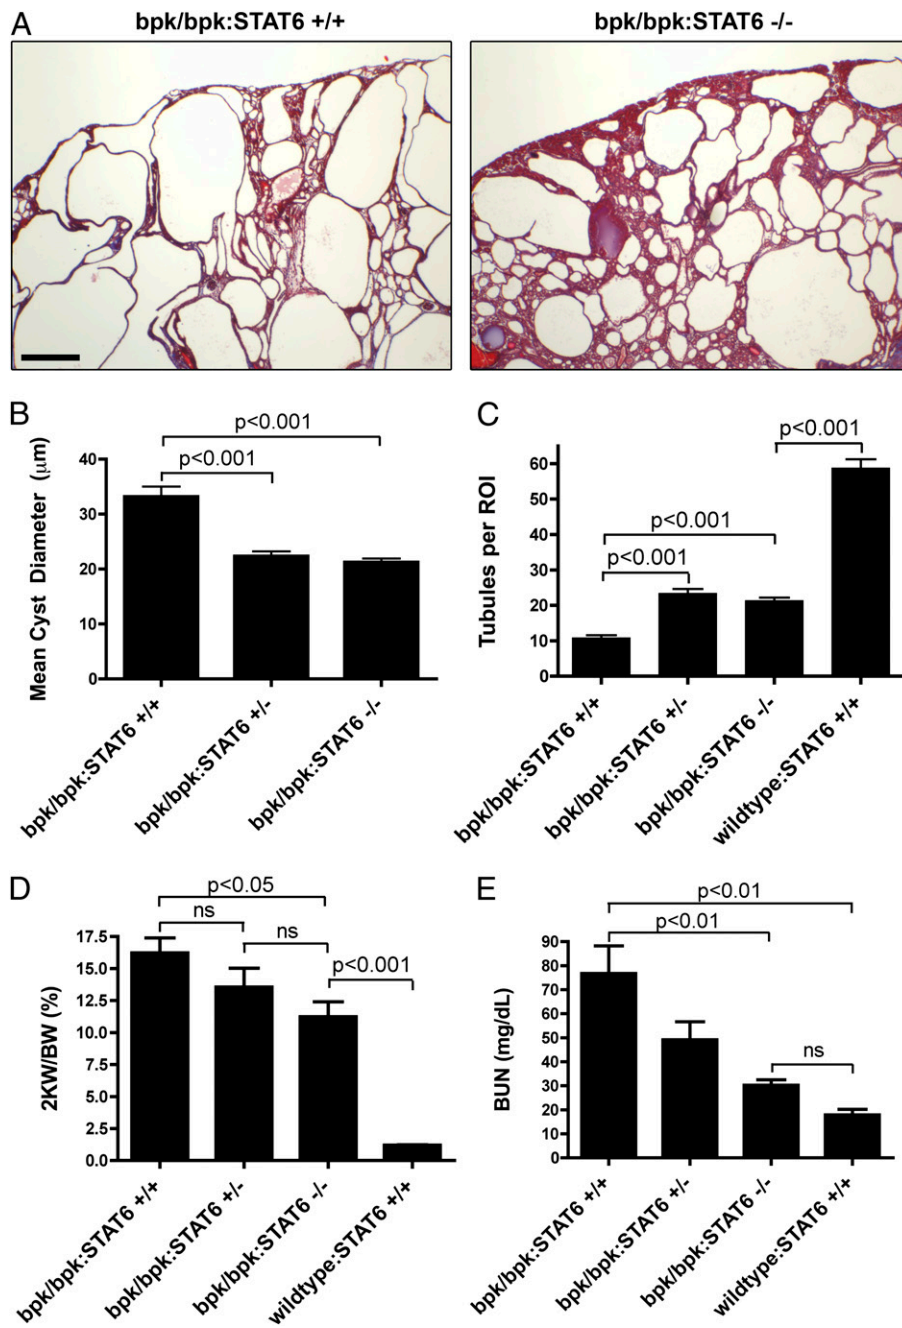 A
bpk/bpk:STAT6 +/+
bpk/bpk:STAT6 -/-
B
p<0.001
p<0.001
Mean Cyst Diameter (μm)
40
30
20
10
0
bpk/bpk:STAT6 +/+
bpk/bpk:STAT6 +/-
bpk/bpk:STAT6 -/-
C
p<0.001
p<0.001
p<0.001
Tubules per ROI
60
50
40
30
20
10
0
bpk/bpk:STAT6 +/+
bpk/bpk:STAT6 +/-
bpk/bpk:STAT6 -/-
wildtype:STAT6 +/+
D
p<0.05
ns
ns
p<0.001
2KW/BW (%)
17.5
15.0
12.5
10.0
7.5
5.0
2.5
0.0
bpk/bpk:STAT6 +/+
bpk/bpk:STAT6 +/-
bpk/bpk:STAT6 -/-
wildtype:STAT6 +/+
E
p<0.01
p<0.01
ns
BUN (mg/dL)
90
80
70
60
50
40
30
20
10
0
bpk/bpk:STAT6 +/+
bpk/bpk:STAT6 +/-
bpk/bpk:STAT6 -/-
wildtype:STAT6 +/+